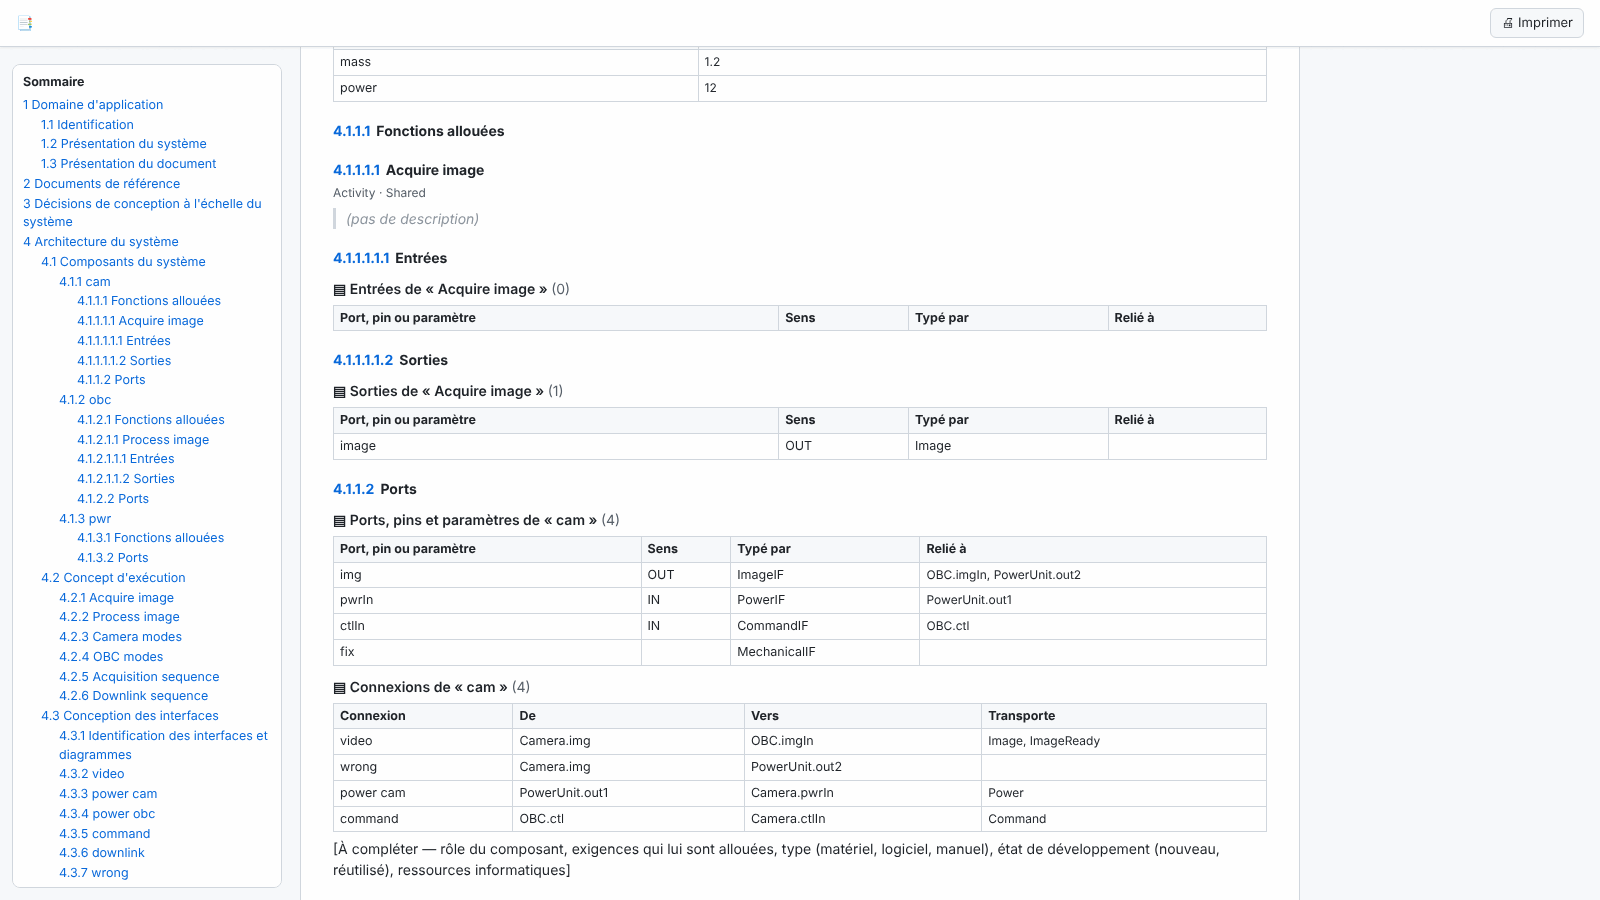 Imprimer
Sommaire
1 Domaine d'application
1.1 Identification
1.2 Présentation du système
1.3 Présentation du document
2 Documents de référence
3 Décisions de conception à l'échelle du
système
4 Architecture du système
4.1 Composants du système
4.1.1 cam
4.1.1.1 Fonctions allouées
4.1.1.1.1 Acquire image
4.1.1.1.1.1 Entrées
4.1.1.1.1.2 Sorties
4.1.1.2 Ports
4.1.2 obc
4.1.2.1 Fonctions allouées
4.1.2.1.1 Process image
4.1.2.1.1.1 Entrées
4.1.2.1.1.2 Sorties
4.1.2.2 Ports
4.1.3 pwr
4.1.3.1 Fonctions allouées
4.1.3.2 Ports
4.2 Concept d'exécution
4.2.1 Acquire image
4.2.2 Process image
4.2.3 Camera modes
4.2.4 OBC modes
4.2.5 Acquisition sequence
4.2.6 Downlink sequence
4.3 Conception des interfaces
4.3.1 Identification des interfaces et
diagrammes
4.3.2 video
4.3.3 power cam
4.3.4 power obc
4.3.5 command
4.3.6 downlink
4.3.7 wrong
mass 1.2
power 12
4.1.1.1 Fonctions allouées
4.1.1.1.1 Acquire image
Activity · Shared
(pas de description)
4.1.1.1.1.1 Entrées
▤ Entrées de « Acquire image » (0)
Port, pin ou paramètre Sens Typé par Relié à
4.1.1.1.1.2 Sorties
▤ Sorties de « Acquire image » (1)
Port, pin ou paramètre Sens Typé par Relié à
image OUT Image
4.1.1.2 Ports
▤ Ports, pins et paramètres de « cam » (4)
Port, pin ou paramètre Sens Typé par Relié à
img OUT ImageIF OBC.imgIn, PowerUnit.out2
pwrIn IN PowerIF PowerUnit.out1
ctlIn IN CommandIF OBC.ctl
fix MechanicalIF
▤ Connexions de « cam » (4)
Connexion De Vers Transporte
video Camera.img OBC.imgIn Image, ImageReady
wrong Camera.img PowerUnit.out2
power cam PowerUnit.out1 Camera.pwrIn Power
command OBC.ctl Camera.ctlIn Command
[À compléter — rôle du composant, exigences qui lui sont allouées, type (matériel, logiciel, manuel), état de développement (nouveau,
réutilisé), ressources informatiques]